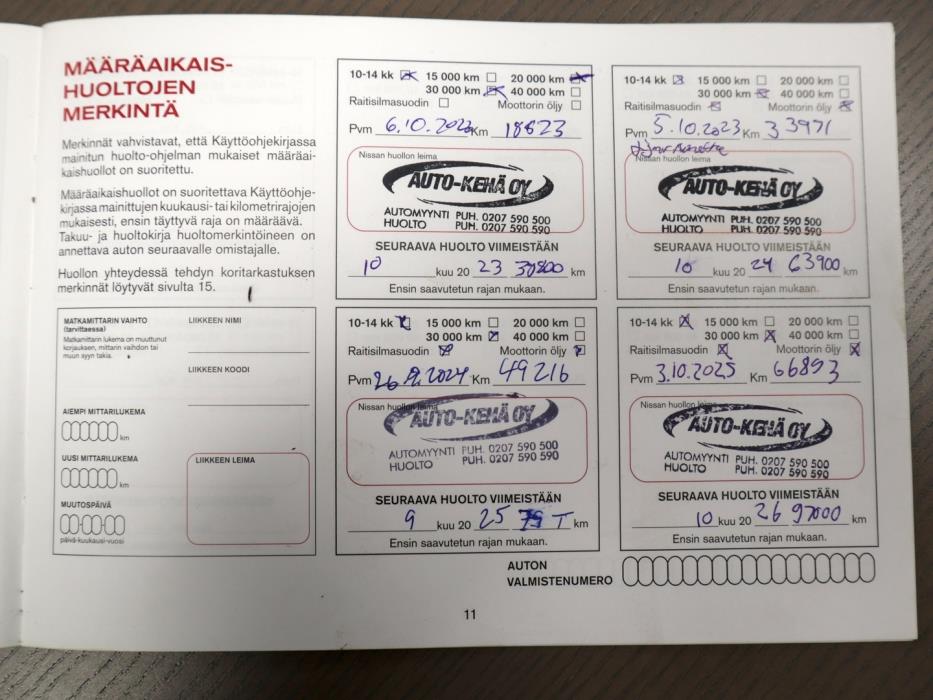 MÄÄRÄAIKAIS-
HUOLTOJEN
MERKINTÄ
Merkinnät vahvistavat, että Käyttöohjekirjassa
mainitun huolto-ohjelman mukaiset määräai-
kaishuollot on suoritettu.
Määräaikaishuollot on suoritettava Käyttöohje-
kirjassa mainittujen kuukausi- tai kilometrirajojen
mukaisesti, ensin täyttyvä raja on määräävä.
Takuu- ja huoltokirja huoltomerkintöineen on
annettava auton seuraavalle omistajalle.
Huollon yhteydessä tehdyn koritarkastuksen
merkinnät löytyvät sivulta 15.
10-14 kk 15 000 km 20 000 km
30 000 km 40 000 km
Raitisilmasuodin Moottorin öljy
Pvm 6.10.2022 Km 18823
Nissan huollon leima
AUTO-KEHÄ OY
AUTOMYYNTI PUH. 0207 590 500
HUOLTO PUH. 0207 590 590
SEURAAVA HUOLTO VIIMEISTÄÄN
10 kuu 20 23 km
Ensin saavutetun rajan mukaan.
10-14 kk 15 000 km 20 000 km
30 000 km 40 000 km
Raitisilmasuodin Moottorin öljy
Pvm 5.10.2023 Km 33971
Nissan huollon leima
AUTO-KEHÄ OY
AUTOMYYNTI PUH. 0207 590 500
HUOLTO PUH. 0207 590 590
SEURAAVA HUOLTO VIIMEISTÄÄN
10 kuu 20 24 63900 km
Ensin saavutetun rajan mukaan.
MATKAMITTARIN VAIHTO
(tarvittaessa)
Matkamittarin lukema on muuttunut
korjauksen, mittarin vaihdon tai
muun syyn takia.
LIIKKEEN NIMI
LIIKKEEN KOODI
AIEMPI MITTARILUKEMA
km
UUSI MITTARILUKEMA
km
MUUTOSPÄIVÄ
päivä-kuukausi-vuosi
LIIKKEEN LEIMA
10-14 kk 15 000 km 20 000 km
30 000 km 40 000 km
Raitisilmasuodin Moottorin öljy
Pvm 26.9.2024 Km 49216
Nissan huollon leima
AUTO-KEHÄ OY
AUTOMYYNTI PUH. 0207 590 500
HUOLTO PUH. 0207 590 590
SEURAAVA HUOLTO VIIMEISTÄÄN
9 kuu 20 25 T km
Ensin saavutetun rajan mukaan.
10-14 kk 15 000 km 20 000 km
30 000 km 40 000 km
Raitisilmasuodin Moottorin öljy
Pvm 3.10.2025 Km 66893
Nissan huollon leima
AUTO-KEHÄ OY
AUTOMYYNTI PUH. 0207 590 500
HUOLTO PUH. 0207 590 590
SEURAAVA HUOLTO VIIMEISTÄÄN
10 kuu 20 26 97000 km
Ensin saavutetun rajan mukaan.
AUTON
VALMISTENUMERO
11